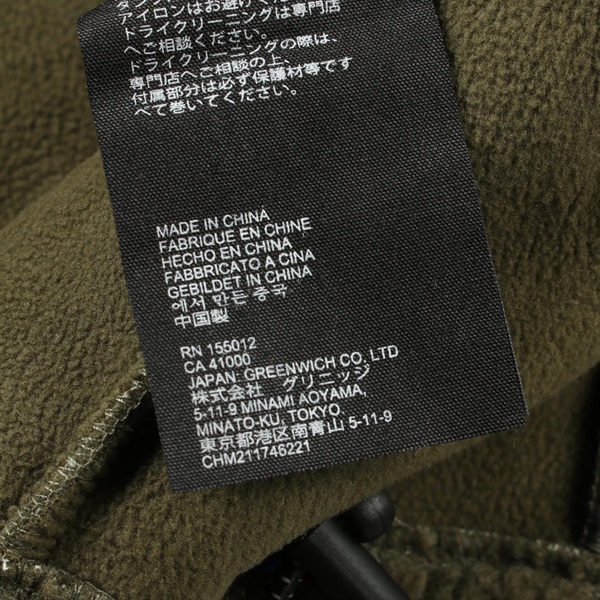 アイロンはお避けください
ドライクリーニングは専門店
へご相談ください。
ドライクリーニングの際は、
専門店へご相談の上、
付属部分は必ず保護材等です
べて巻いてください。
MADE IN CHINA
FABRIQUE EN CHINE
HECHO EN CHINA
FABBRICATO A CINA
GEBILDET IN CHINA
에서 만든 중국
中国製
RN 155012
CA 41000
JAPAN: GREENWICH CO. LTD
株式会社 グリニッジ
5-11-9 MINAMI AOYAMA,
MINATO-KU, TOKYO.
東京都港区南青山 5-11-9
CHM211746221